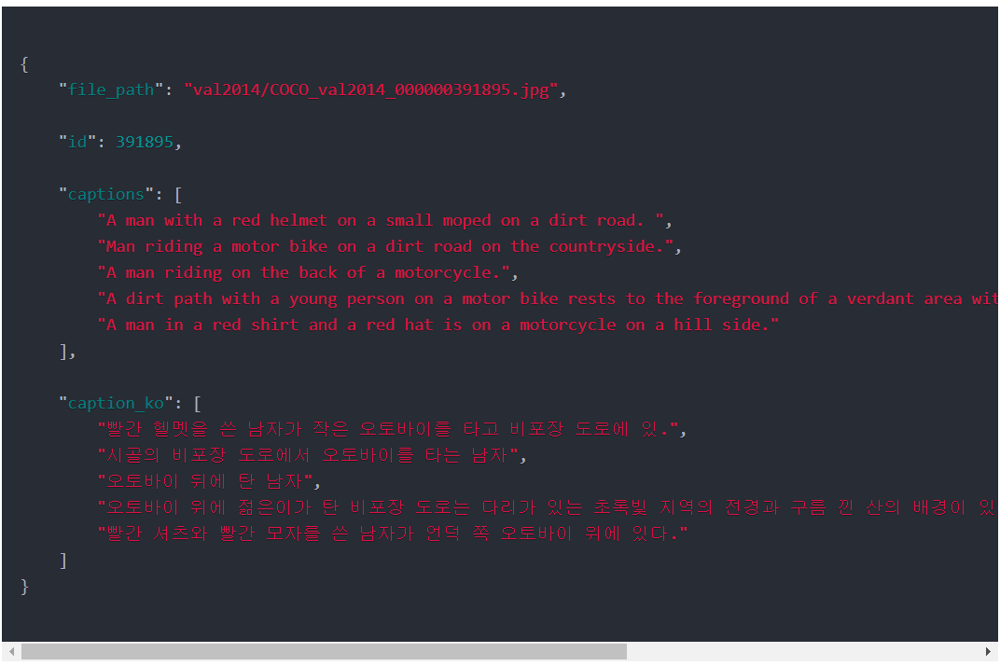 {
"file_path": "val2014/COCO_val2014_000000391895.jpg",
"id": 391895,
"captions": [
"A man with a red helmet on a small moped on a dirt road. ",
"Man riding a motor bike on a dirt road on the countryside.",
"A man riding on the back of a motorcycle.",
"A dirt path with a young person on a motor bike rests to the foreground of a verdant area wit
"A man in a red shirt and a red hat is on a motorcycle on a hill side."
],
"caption_ko": [
"빨간 헬멧을 쓴 남자가 작은 오토바이를 타고 비포장 도로에 있.",
"시골의 비포장 도로에서 오토바이를 타는 남자",
"오토바이 뒤에 탄 남자",
"오토바이 위에 젊은이가 탄 비포장 도로는 다리가 있는 초록빛 지역의 전경과 구름 낀 산의 배경이 있
"빨간 셔츠와 빨간 모자를 쓴 남자가 언덕 쪽 오토바이 위에 있다."
]
}